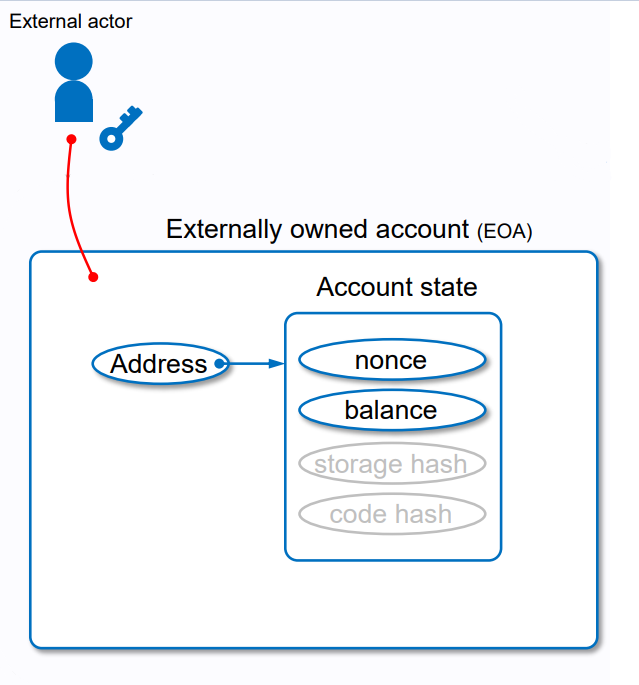 External actor
Externally owned account (EOA)
Account state
Address
nonce
balance
storage hash
code hash